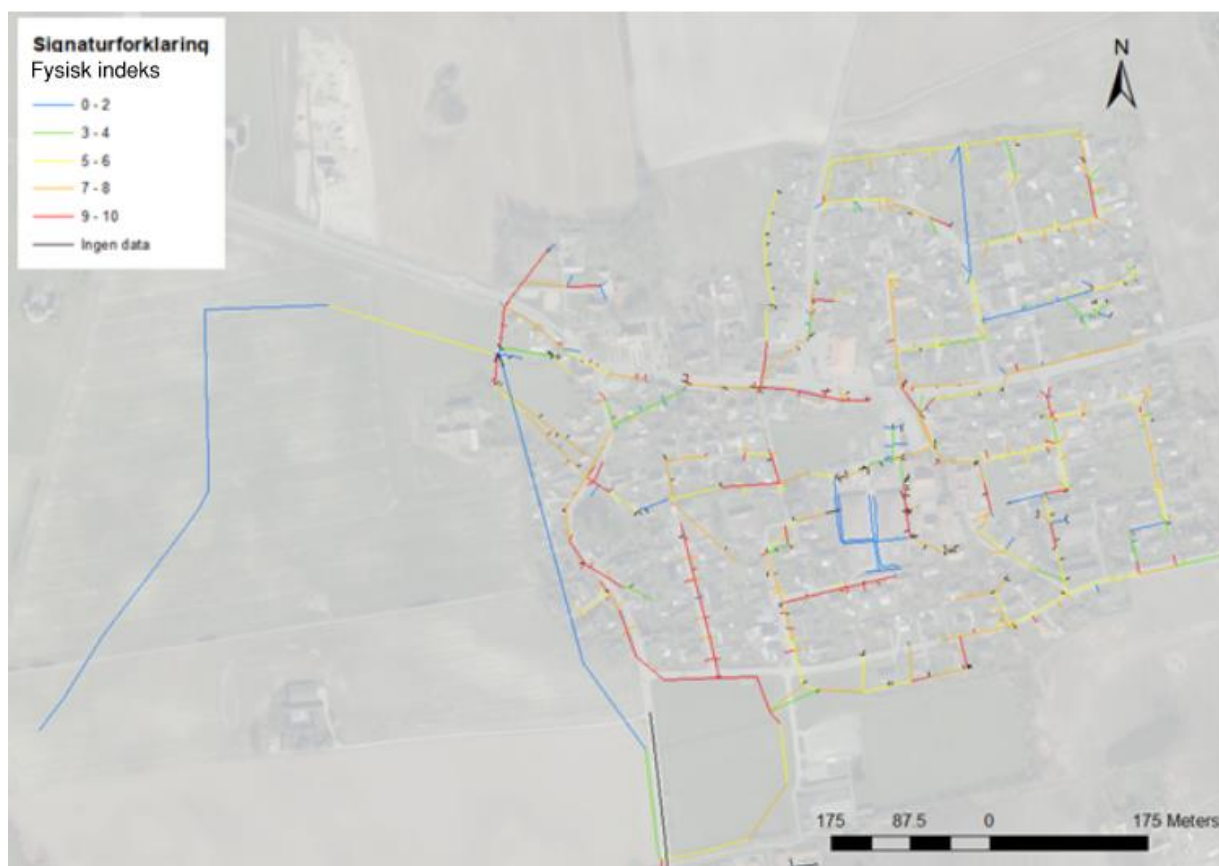 Signaturforklaring
Fysisk indeks
0 - 2
3 - 4
5 - 6
7 - 8
9 - 10
Ingen data
N
175 87.5 0 175 Meters